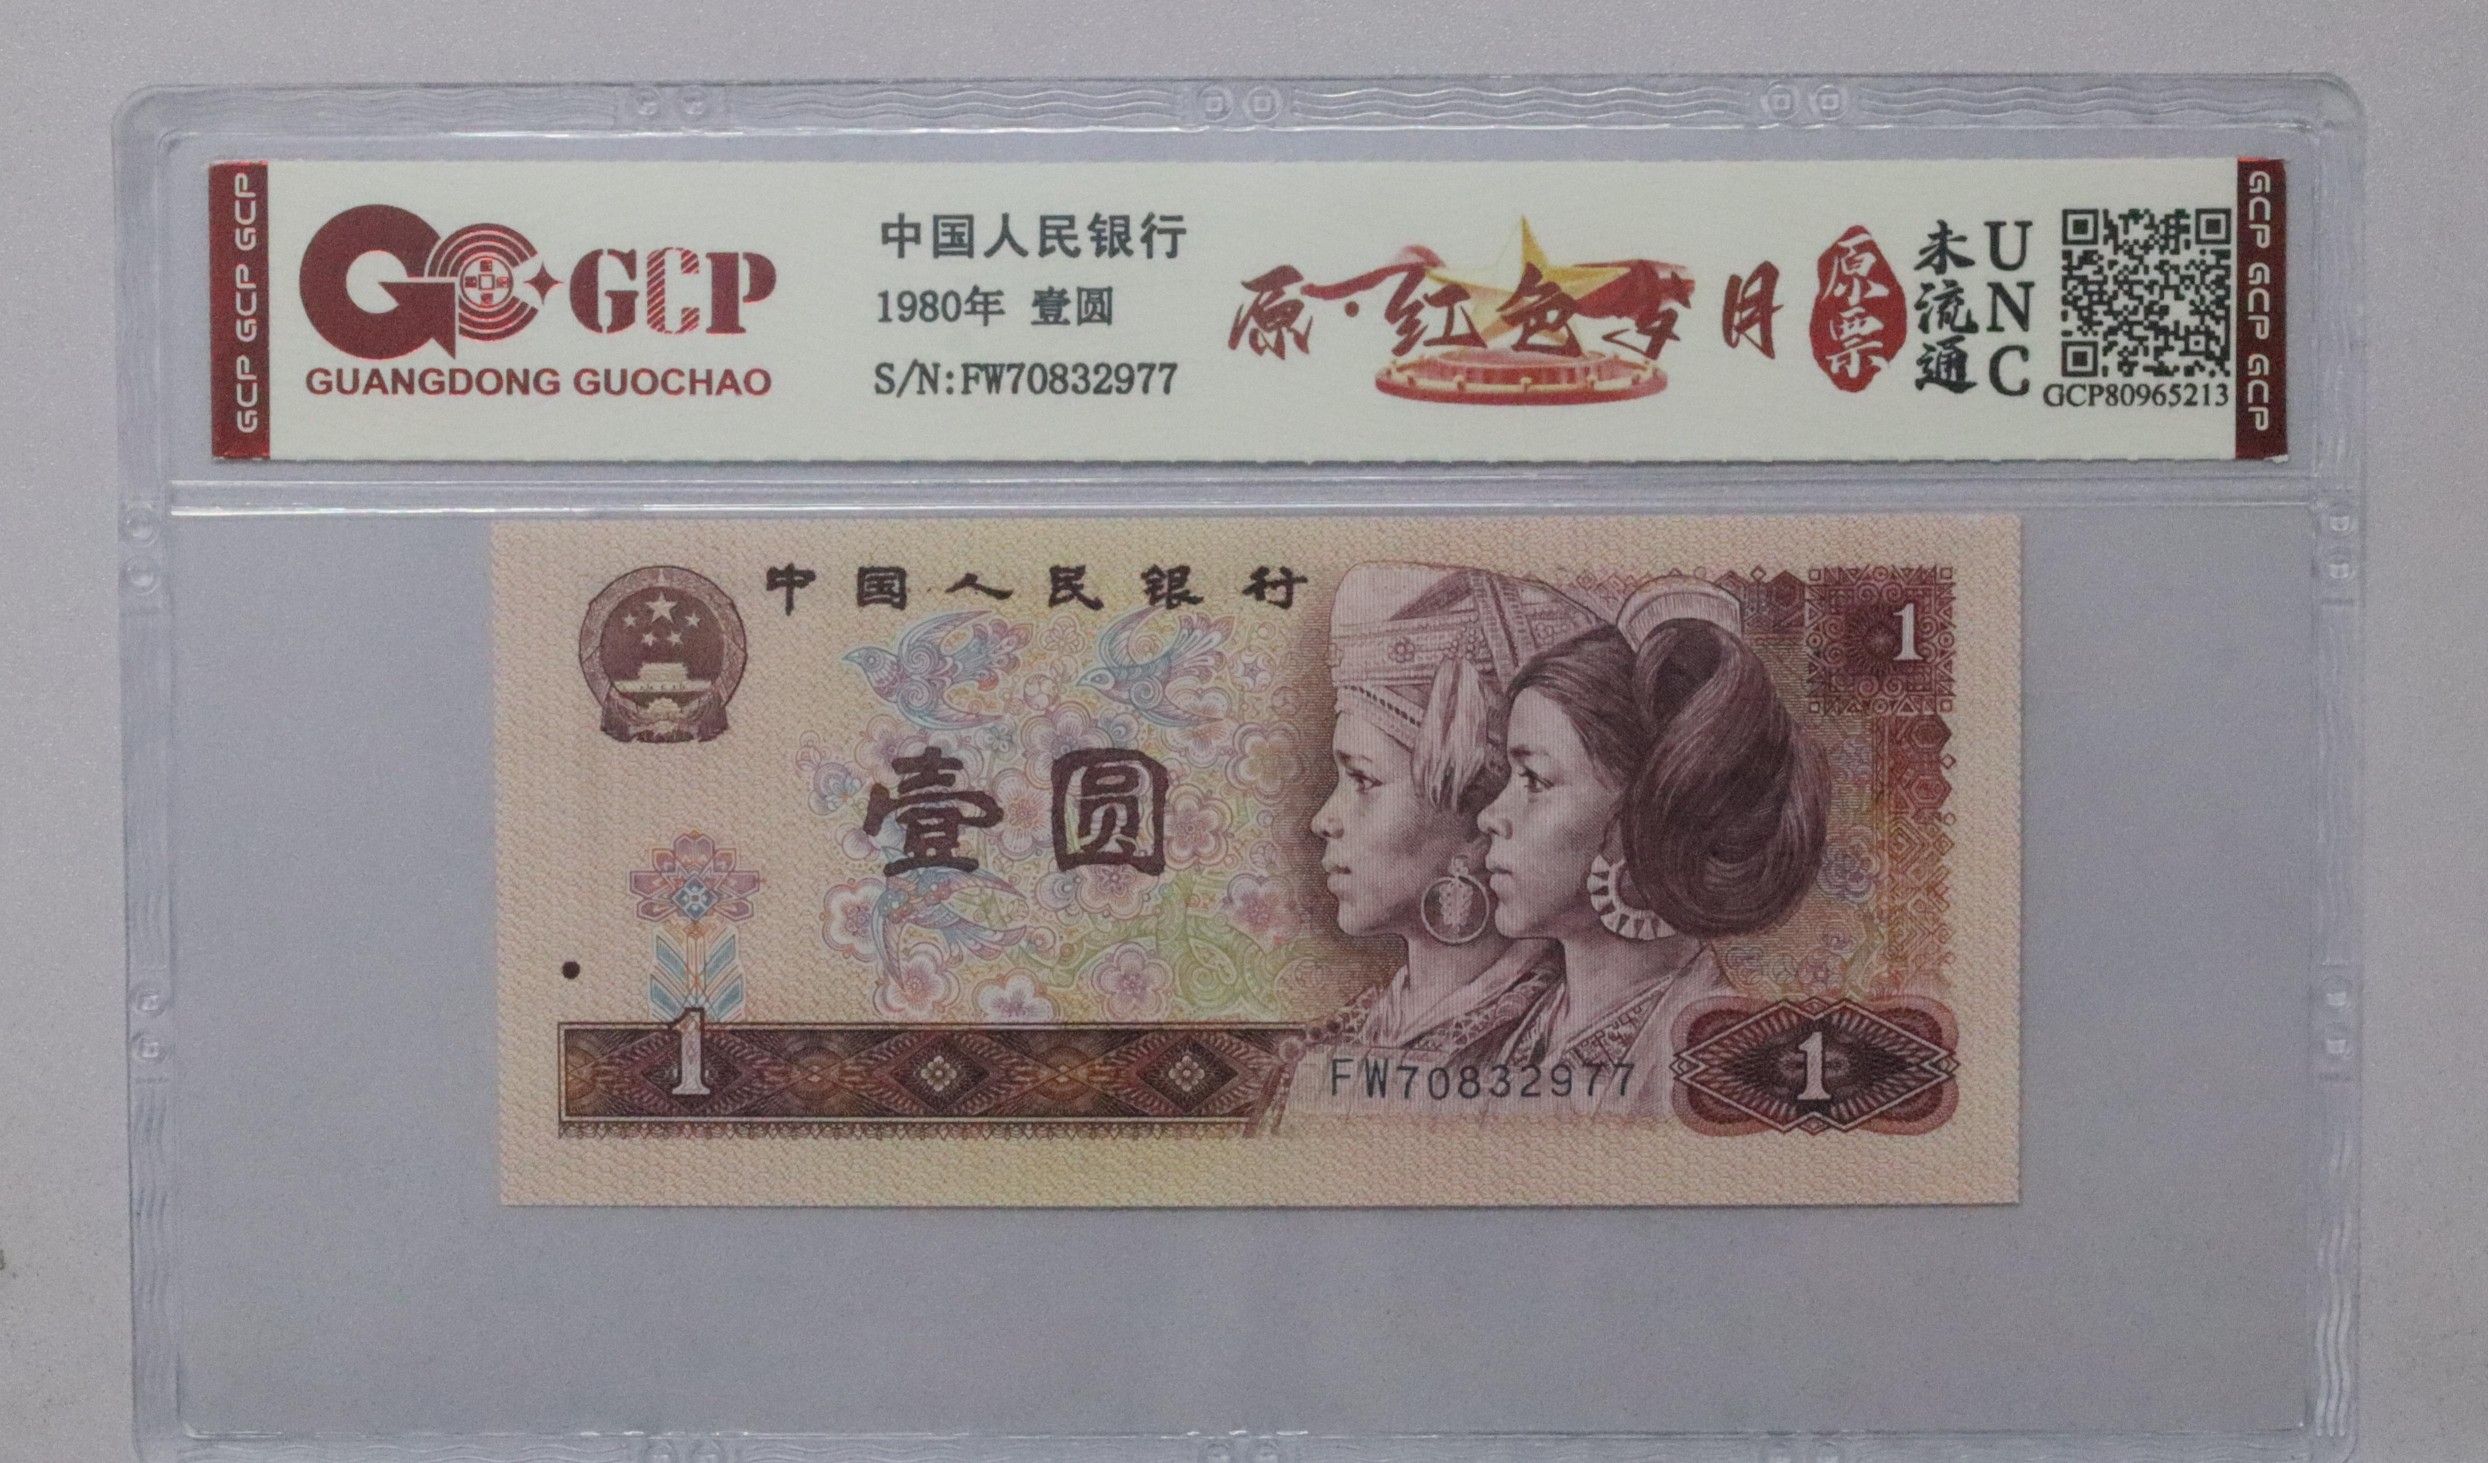 GCP GCP GCP
GCP
GUANGDONG GUOCHAO
中国人民银行
1980年 壹圆
S/N:FW70832977
原·红色岁月
原票
未流通
UNC
GCP80965213
GCP GCP GCP
中国人民银行
1
壹圆
1
FW70832977
1